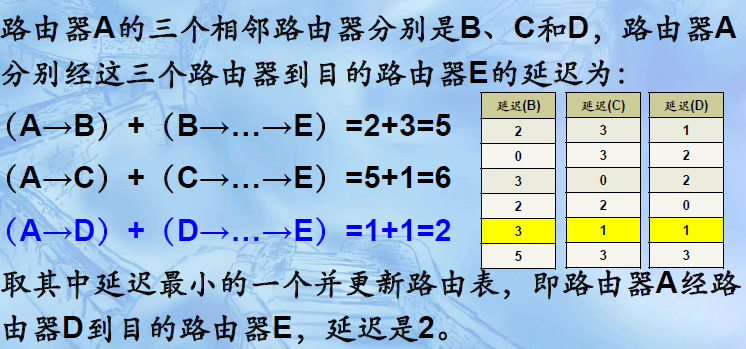 路由器A的三个相邻路由器分别是B、C和D，路由器A
分别经这三个路由器到目的路由器E的延迟为：
（A→B）+（B→…→E）=2+3=5
（A→C）+（C→…→E）=5+1=6
（A→D）+（D→…→E）=1+1=2
延迟(B) 延迟(C) 延迟(D)
2 3 1
0 3 2
3 0 2
2 2 0
3 1 1
5 3 3
取其中延迟最小的一个并更新路由表，即路由器A经路
由器D到目的路由器E，延迟是2。